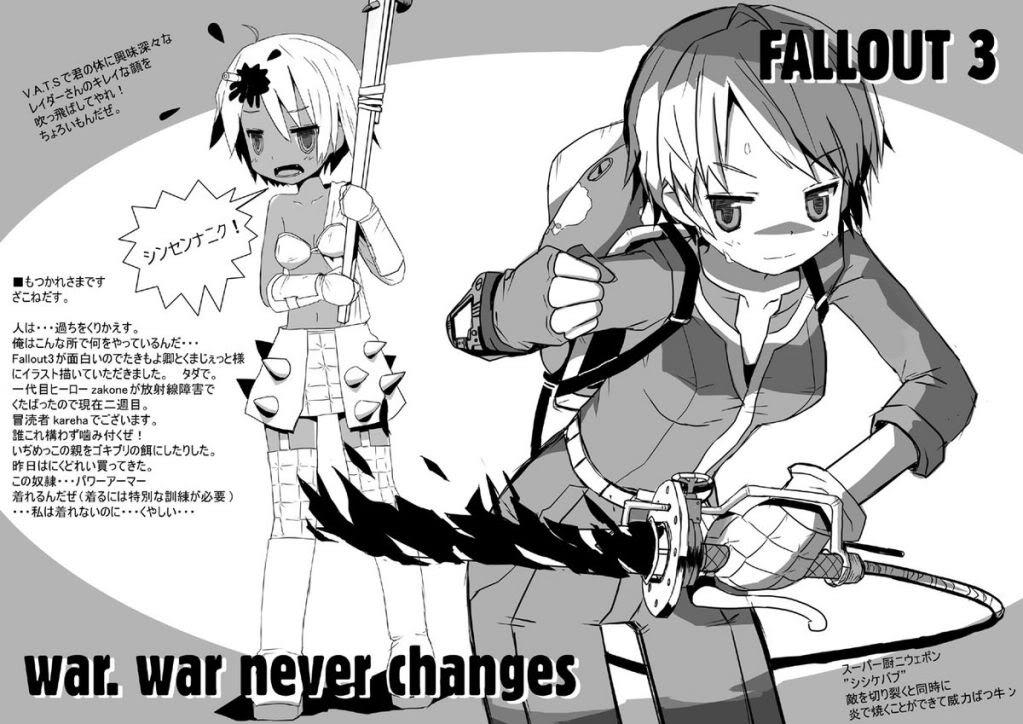 FALLOUT 3
V.A.T.Sで君の体に興味深々な
レイダーさんのキレイな顔を
吹っ飛ばしてやれ!
ちょろいもんだぜ。
シンセンナニク!
■もつかれさまです
ざこねだす。
人は・・・過ちをくりかえす。
俺はこんな所で何をやっているんだ・・・
Fallout3が面白いのでたきもよ卿とくまじぇっと様
にイラスト描いていただきました。 タダで。
一代目ヒーローzakoneが放射線障害で
くたばったので現在二週目。
冒涜者karehaでございます。
誰これ構わず噛み付くぜ!
いぢめっこの親をゴキブリの餌にしたりした。
昨日はにくどれい買ってきた。
この奴隷・・・パワーアーマー
着れるんだぜ(着るには特別な訓練が必要)
・・・私は着れないのに・・・くやしい・・・
war. war never changes
スーパー厨二ウェポン
"シシケバブ"
敵を切り裂くと同時に
炎で焼くことができて威力ばつキン